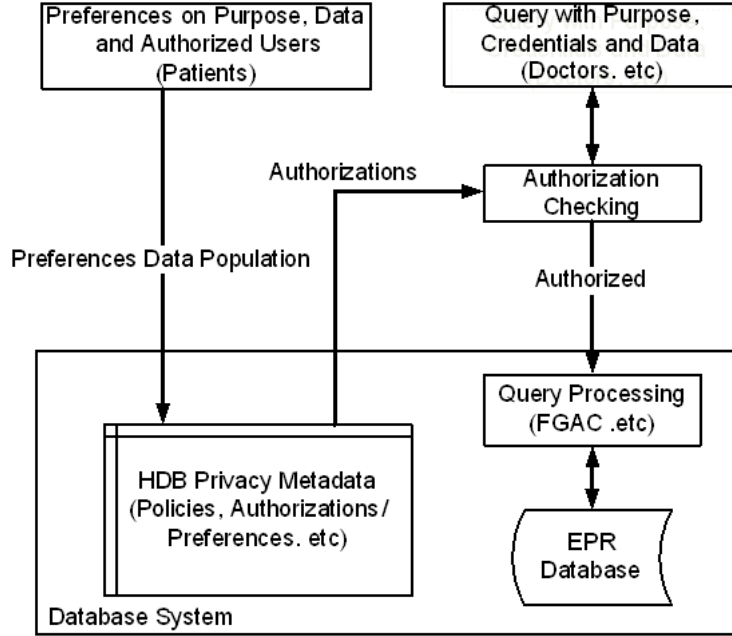 Preferences on Purpose, Data
and Authorized Users
(Patients)
Query with Purpose,
Credentials and Data
(Doctors. etc)
Authorizations
Authorization
Checking
Preferences Data Population
Authorized
Query Processing
(FGAC .etc)
HDB Privacy Metadata
(Policies, Authorizations/
Preferences. etc)
EPR
Database
Database System